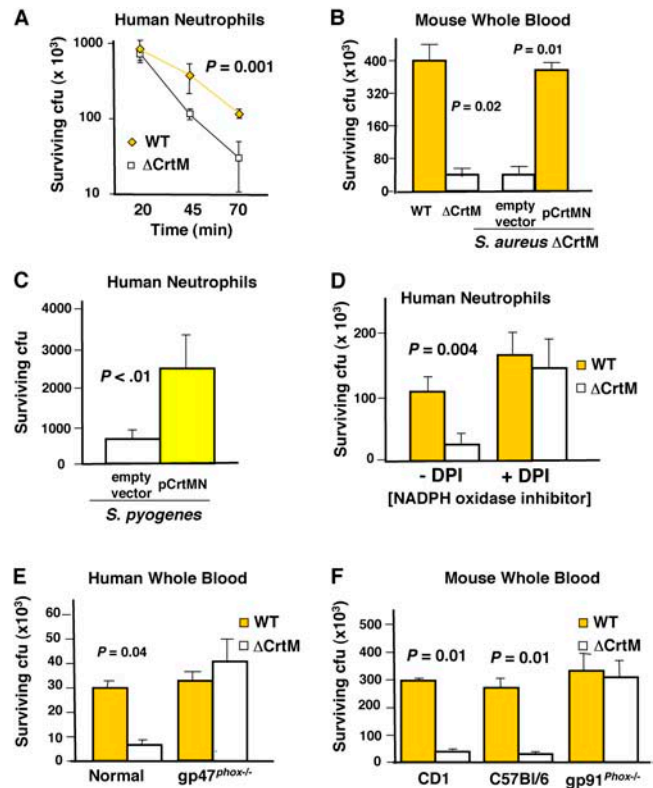 A
Human Neutrophils
Surviving cfu (x 10³)
1000
100
10
P = 0.001
WT
ΔCrtM
20 45 70
Time (min)
B
Mouse Whole Blood
Surviving cfu (x 10³)
400
400
160
80
0
P = 0.02
P = 0.01
WT ΔCrtM empty vector pCrtMN
S. aureus ΔCrtM
C
Human Neutrophils
Surviving cfu
4000
3000
2000
1000
0
P < .01
empty vector pCrtMN
S. pyogenes
D
Human Neutrophils
Surviving cfu (x 10³)
200
100
0
P = 0.004
WT
ΔCrtM
- DPI + DPI
[NADPH oxidase inhibitor]
E
Human Whole Blood
Surviving cfu (x10³)
60
50
40
30
20
10
0
P = 0.04
WT
ΔCrtM
Normal gp47phox-/-
F
Mouse Whole Blood
Surviving cfu (x10³)
500
400
300
200
100
0
P = 0.01
P = 0.01
WT
ΔCrtM
CD1 C57Bl/6 gp91Phox-/-